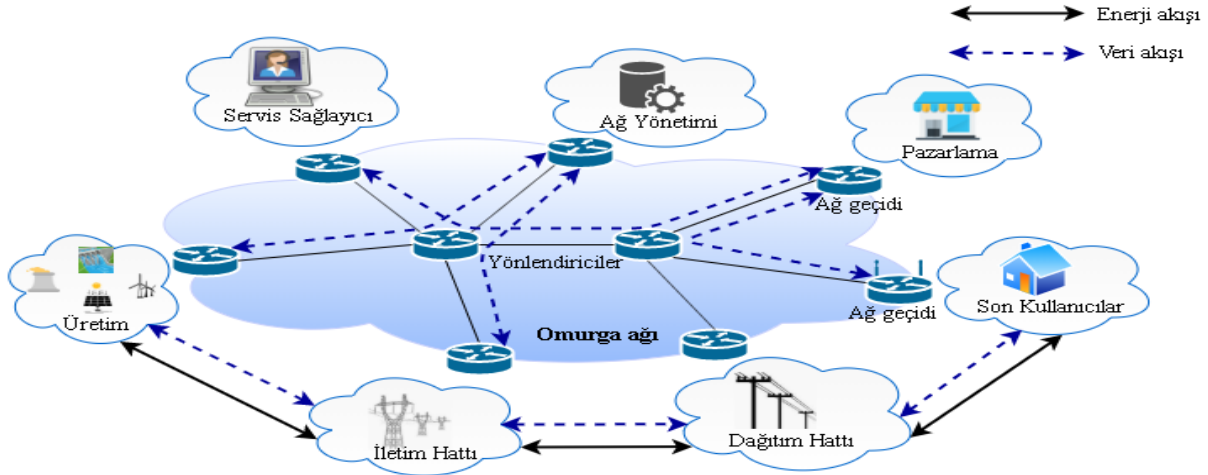 Enerji akışı
Veri akışı
Servis Sağlayıcı
Ağ Yönetimi
Pazarlama
Ağ geçidi
Yönlendiriciler
Üretim
Ağ geçidi
Son Kullanıcılar
Omurga ağı
İletim Hattı
Dağıtım Hattı